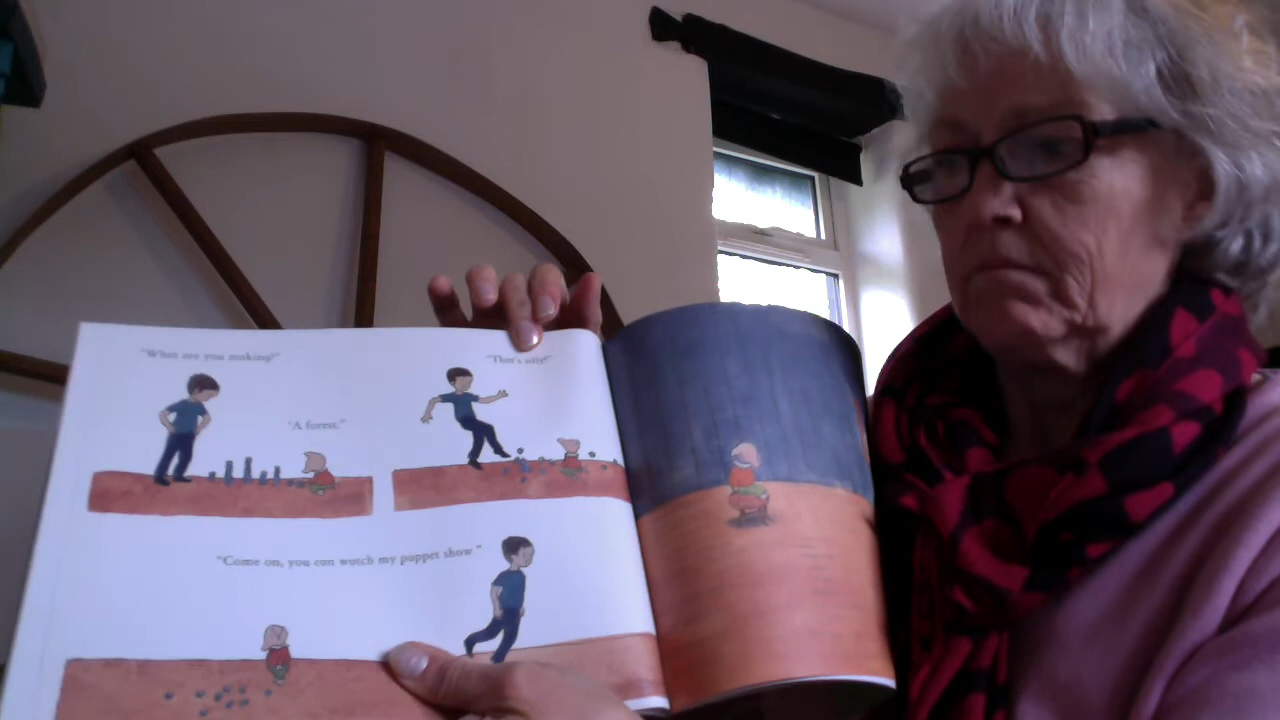 "What are you making?"
"A forest."
"That's silly!"
"Come on, you can watch my puppet show."